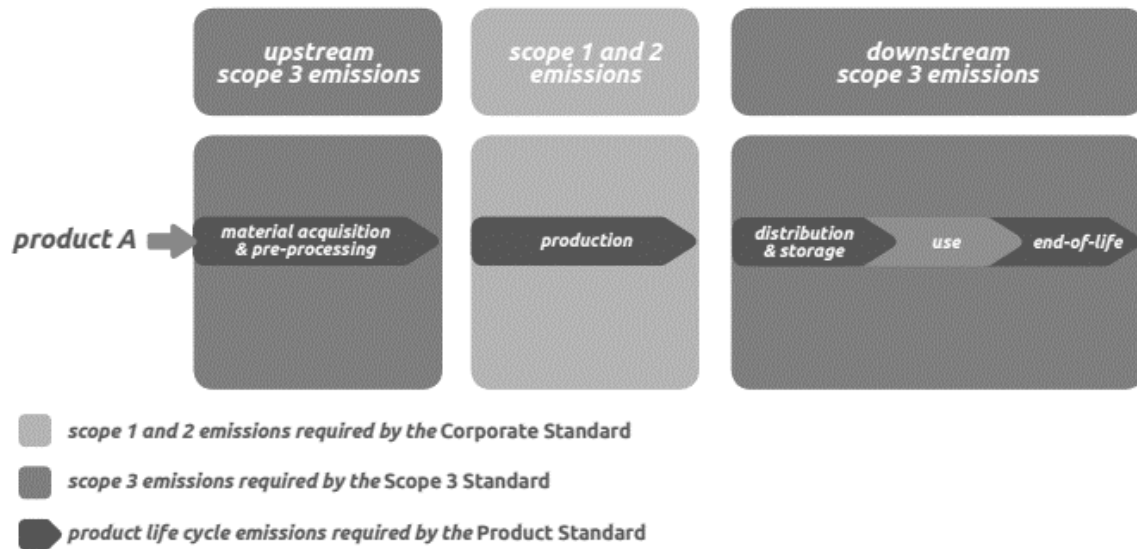 upstream
scope 3 emissions
scope 1 and 2
emissions
downstream
scope 3 emissions
product A
material acquisition
& pre-processing
production
distribution
& storage
use
end-of-life
scope 1 and 2 emissions required by the Corporate Standard
scope 3 emissions required by the Scope 3 Standard
product life cycle emissions required by the Product Standard